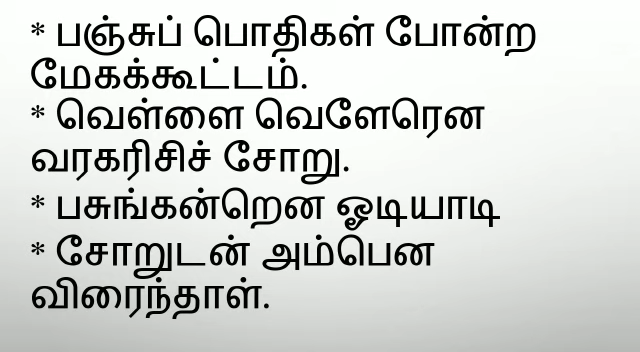 * பஞ்சுப் பொதிகள் போன்ற
மேகக்கூட்டம்.
* வெள்ளை வெளேரென
வரகரிசிச் சோறு.
* பசுங்கன்றென ஓடியாடி
* சோறுடன் அம்பென
விரைந்தாள்.